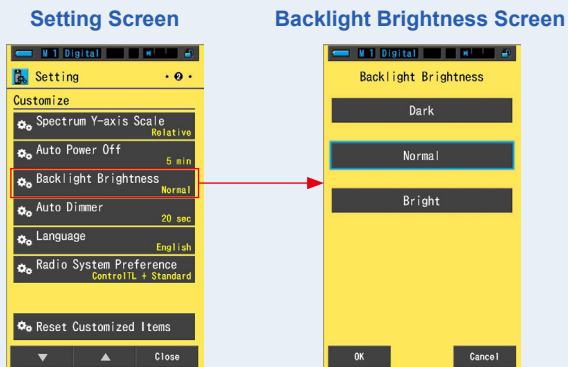 Setting Screen
Backlight Brightness Screen
M 1 Digital
Setting
2
Customize
Spectrum Y-axis Scale
Relative
Auto Power Off
5 min
Backlight Brightness
Normal
Auto Dimmer
20 sec
Language
English
Radio System Preference
ControlTL + Standard
Reset Customized Items
Close
M 1 Digital
Backlight Brightness
Dark
Normal
Bright
OK
Cancel